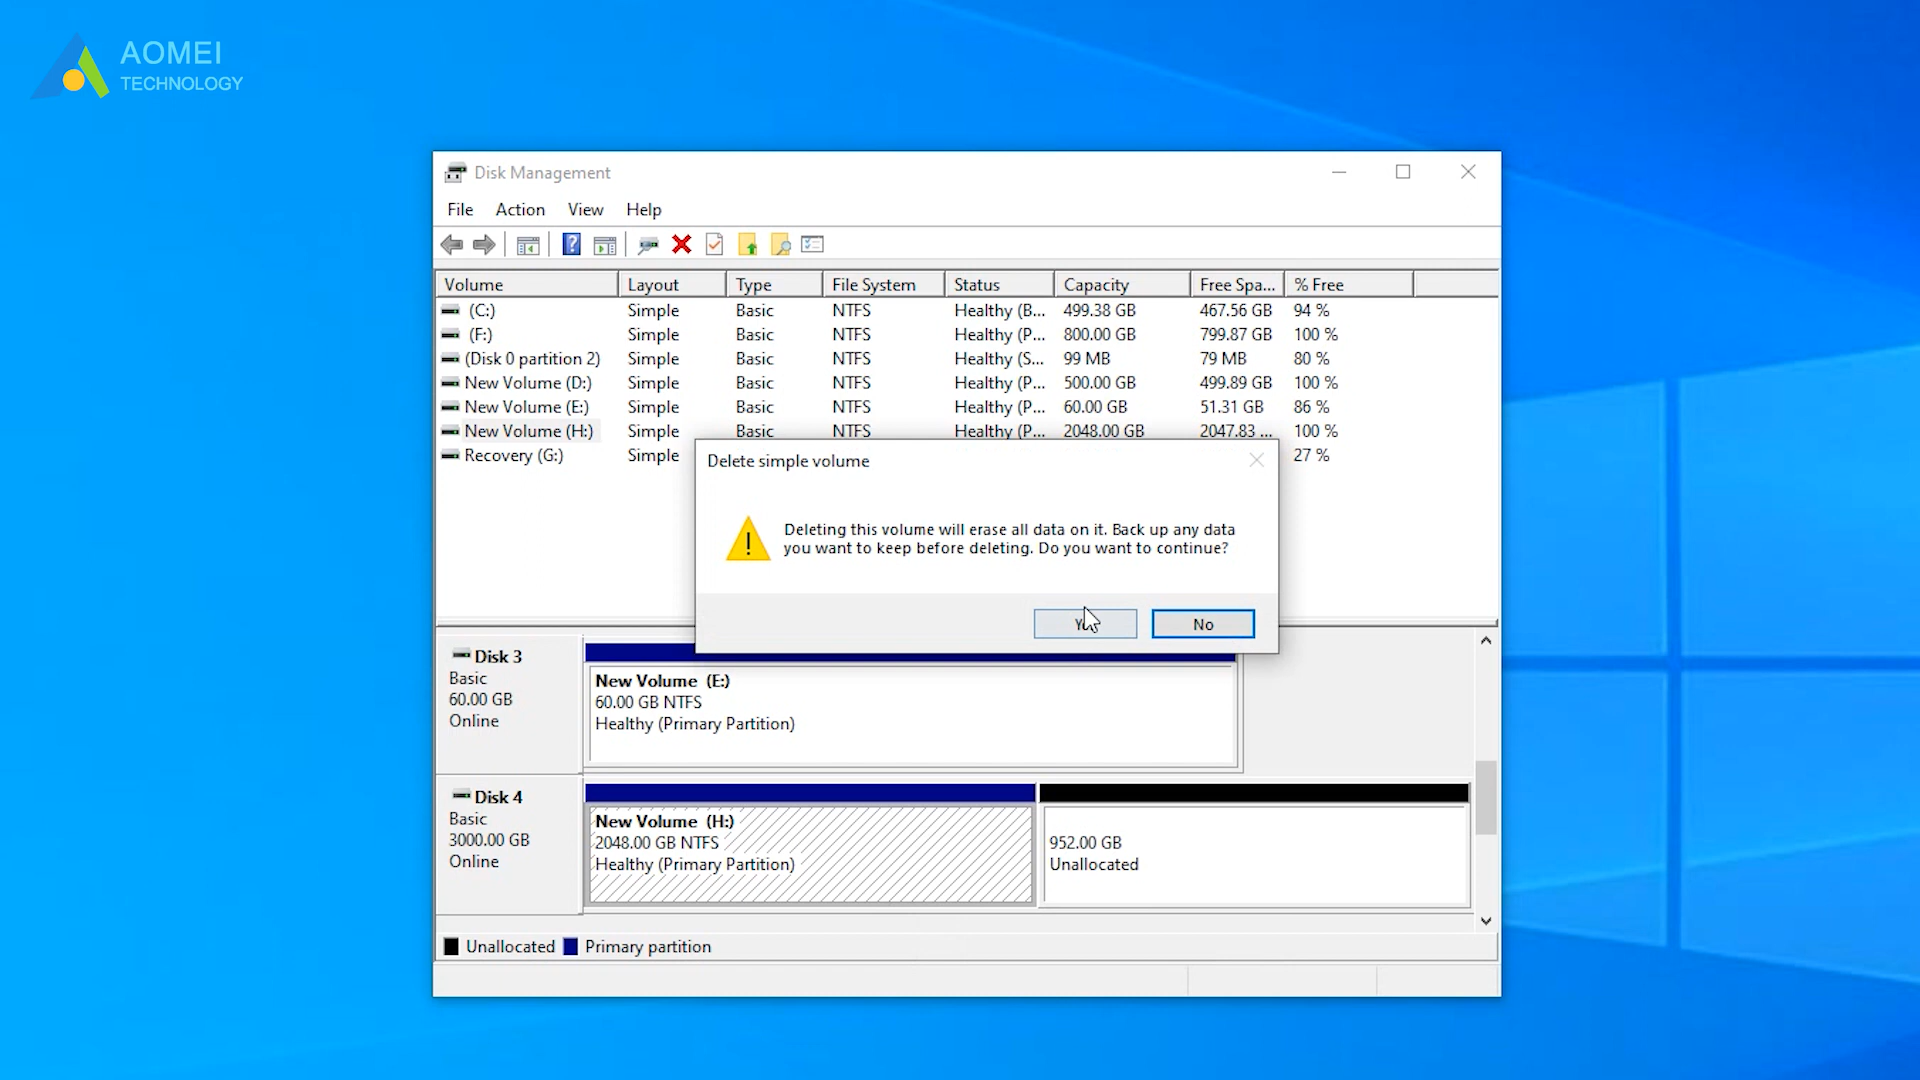 AOMEI
TECHNOLOGY
Disk Management
File Action View Help
Volume Layout Type File System Status Capacity Free Spa... % Free
(C:) Simple Basic NTFS Healthy (B... 499.38 GB 467.56 GB 94 %
(F:) Simple Basic NTFS Healthy (P... 800.00 GB 799.87 GB 100 %
(Disk 0 partition 2) Simple Basic NTFS Healthy (S... 99 MB 79 MB 80 %
New Volume (D:) Simple Basic NTFS Healthy (P... 500.00 GB 499.89 GB 100 %
New Volume (E:) Simple Basic NTFS Healthy (P... 60.00 GB 51.31 GB 86 %
New Volume (H:) Simple Basic NTFS Healthy (P... 2048.00 GB 2047.83 ... 100 %
Recovery (G:) Simple 27 %
Delete simple volume
Deleting this volume will erase all data on it. Back up any data
you want to keep before deleting. Do you want to continue?
No
Disk 3
Basic
60.00 GB
Online
New Volume (E:)
60.00 GB NTFS
Healthy (Primary Partition)
Disk 4
Basic
3000.00 GB
Online
New Volume (H:)
2048.00 GB NTFS
Healthy (Primary Partition)
952.00 GB
Unallocated
Unallocated Primary partition